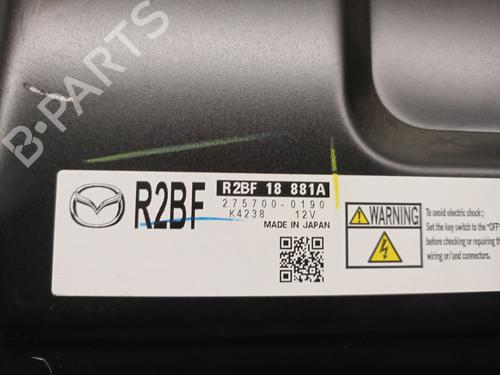 B-PARTS
R2BF
R2BF 18 881A
275700-0190
K4238 12V
MADE IN JAPAN
WARNING
To avoid electric shock ;
Set the key switch to the "OFF"
before checking or repairing the
wiring or/and connectors.